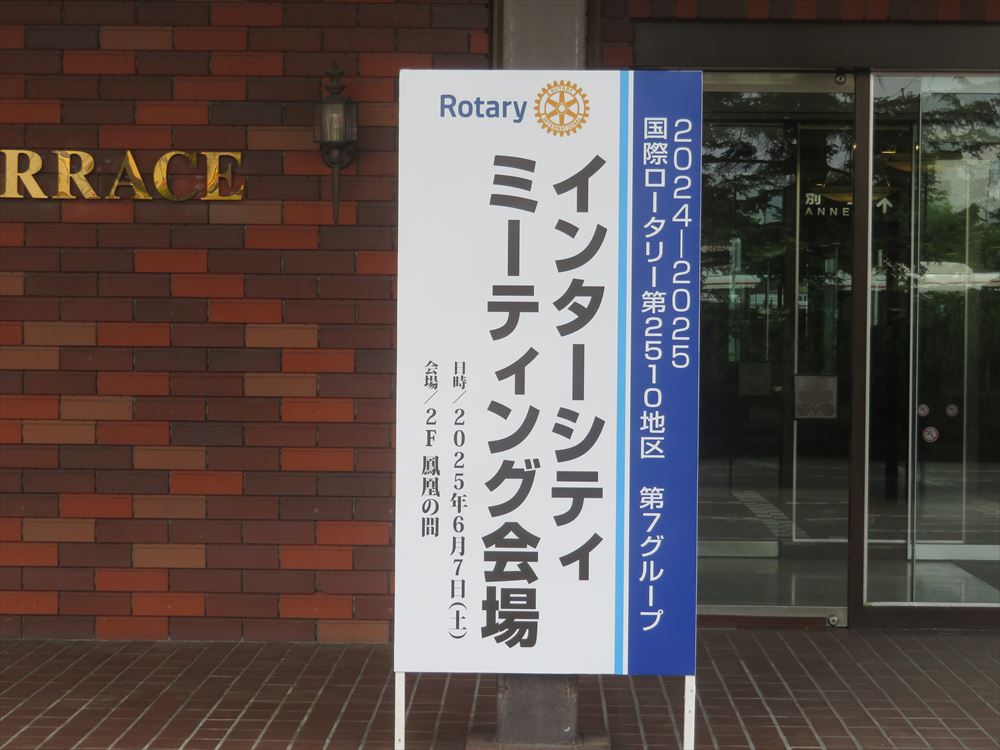 Rotary
2024—2025
国際ロータリー第2510地区 第7グループ
インターシティ
ミーティング会場
日時／2025年6月7日(土)
会場／2F 鳳凰の間
RRACE
別
ANNE